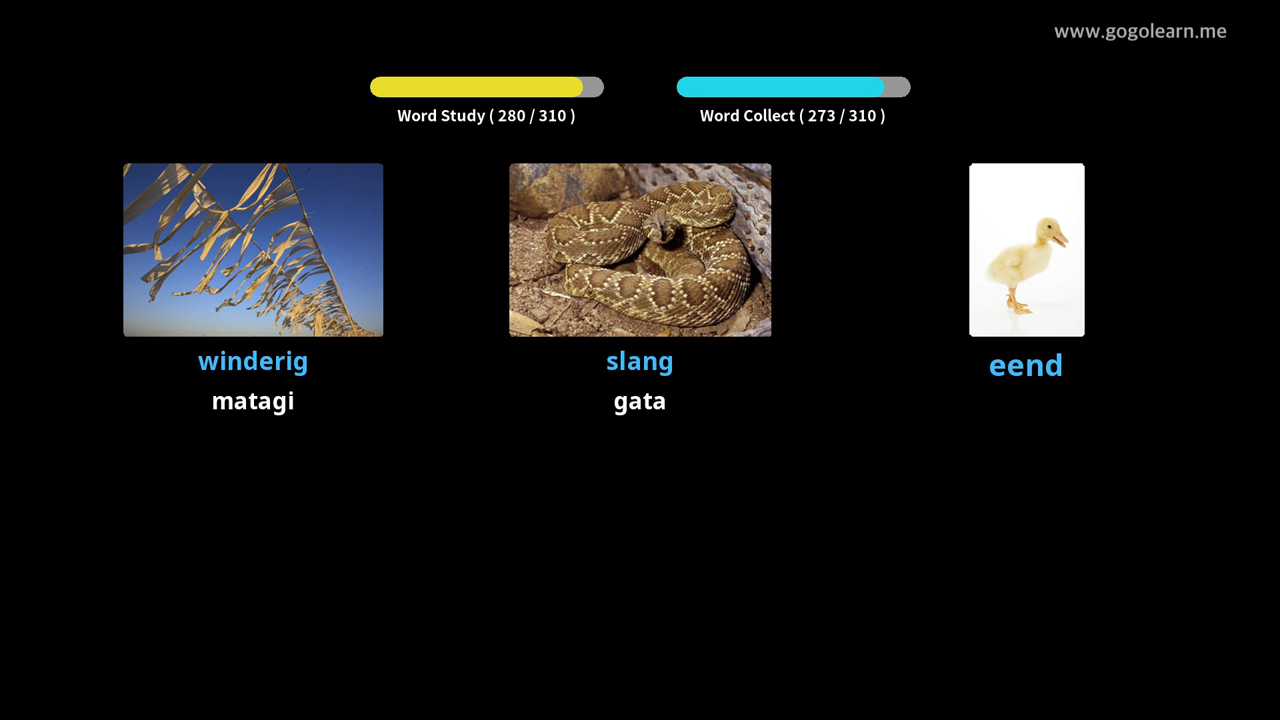 www.gogolearn.me
Word Study ( 280 / 310 )
Word Collect ( 273 / 310 )
winderig
matagi
slang
gata
eend